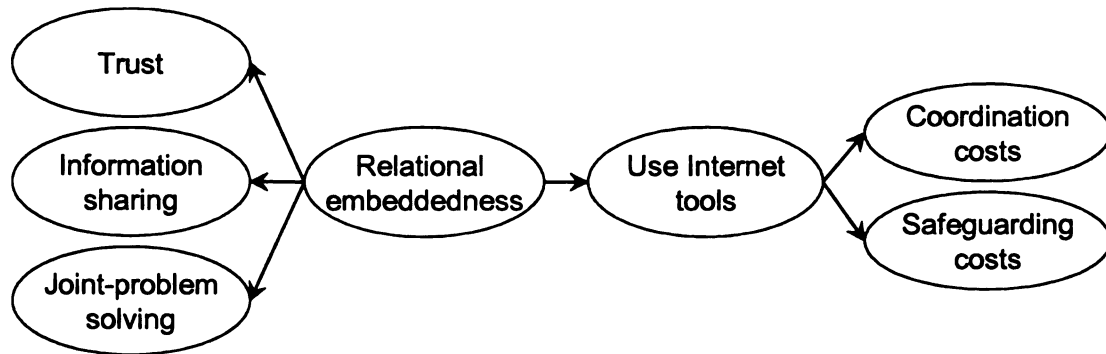 Trust
Information
sharing
Joint-problem
solving
Relational
embeddedness
Use Internet
tools
Coordination
costs
Safeguarding
costs